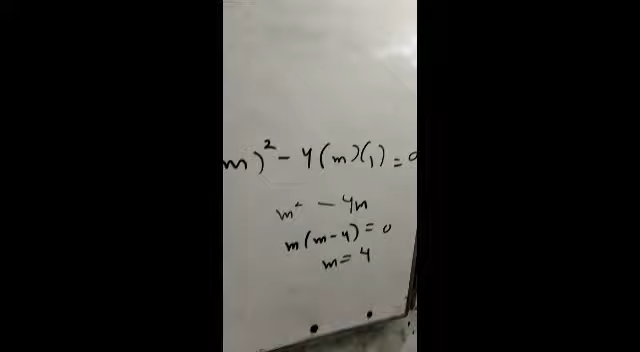 m)² - 4(m)(1) = 0
m² - 4m
m(m-4) = 0
m = 4